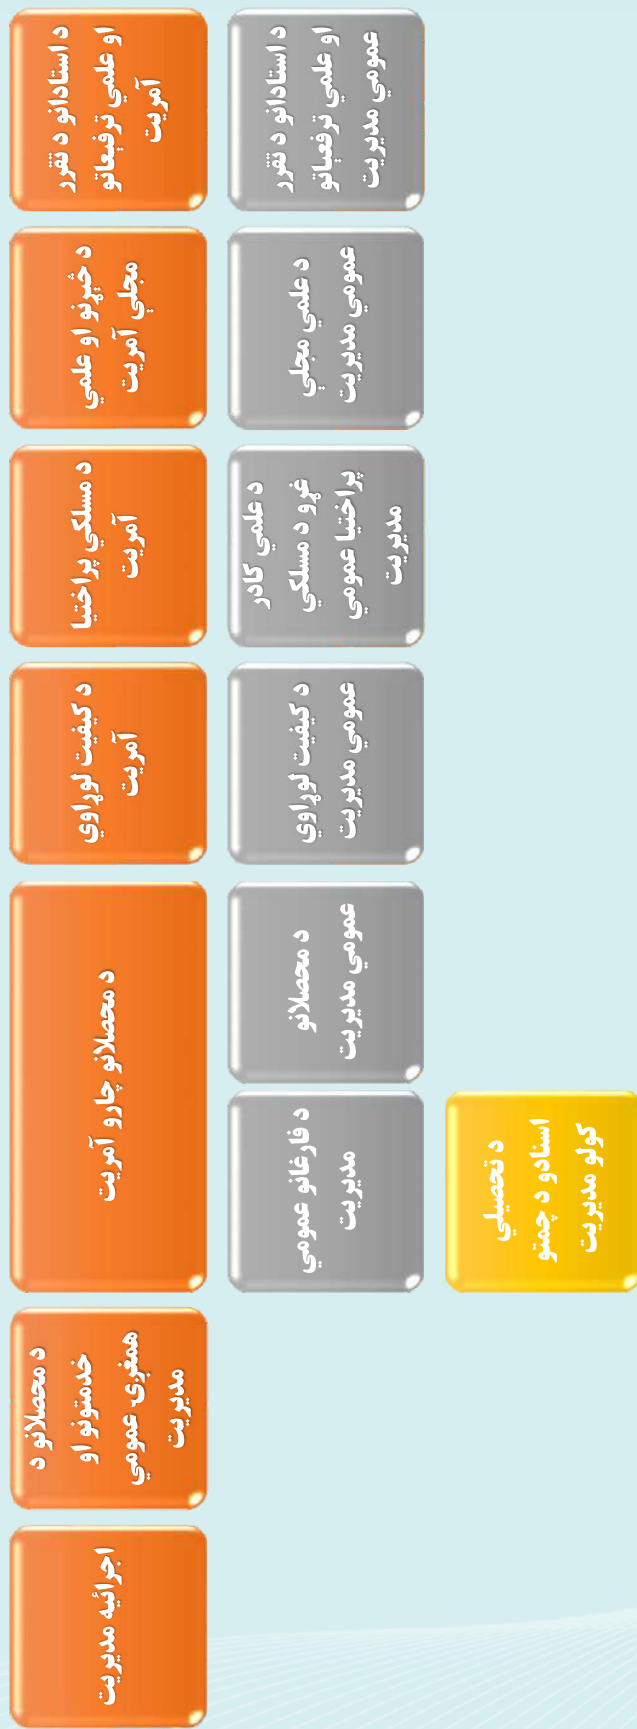 د استادانو د تقرر
او علمي ترفیعاتو
آمریت
د څېړنو او علمي
مجلې آمریت
د مسلکي پراختیا
آمریت
د کیفیت لوړاوي
آمریت
د محصلانو چارو آمریت
د محصلانو د
خدمتونو او
همغږۍ عمومي
مدیریت
اجرائیه مدیریت
د استادانو د تقرر
او علمي ترفعیاتو
عمومي مدیریت
د علمي مجلې
عمومي مدیریت
د علمي کادر
غړو د مسلکي
پراختیا عمومي
مدیریت
د کیفیت لوړاوي
عمومي مدیریت
د محصلانو
عمومي مدیریت
د فارغانو عمومي
مدیریت
د تحصیلي
اسنادو د چمتو
کولو مدیریت